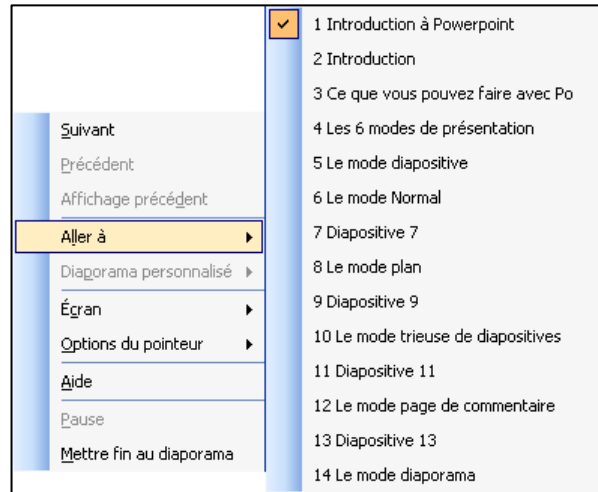 Suivant
Précédent
Affichage précédent
Aller à
Diaporama personnalisé
Écran
Options du pointeur
Aide
Pause
Mettre fin au diaporama
1 Introduction à Powerpoint
2 Introduction
3 Ce que vous pouvez faire avec Po
4 Les 6 modes de présentation
5 Le mode diapositive
6 Le mode Normal
7 Diapositive 7
8 Le mode plan
9 Diapositive 9
10 Le mode trieuse de diapositives
11 Diapositive 11
12 Le mode page de commentaire
13 Diapositive 13
14 Le mode diaporama